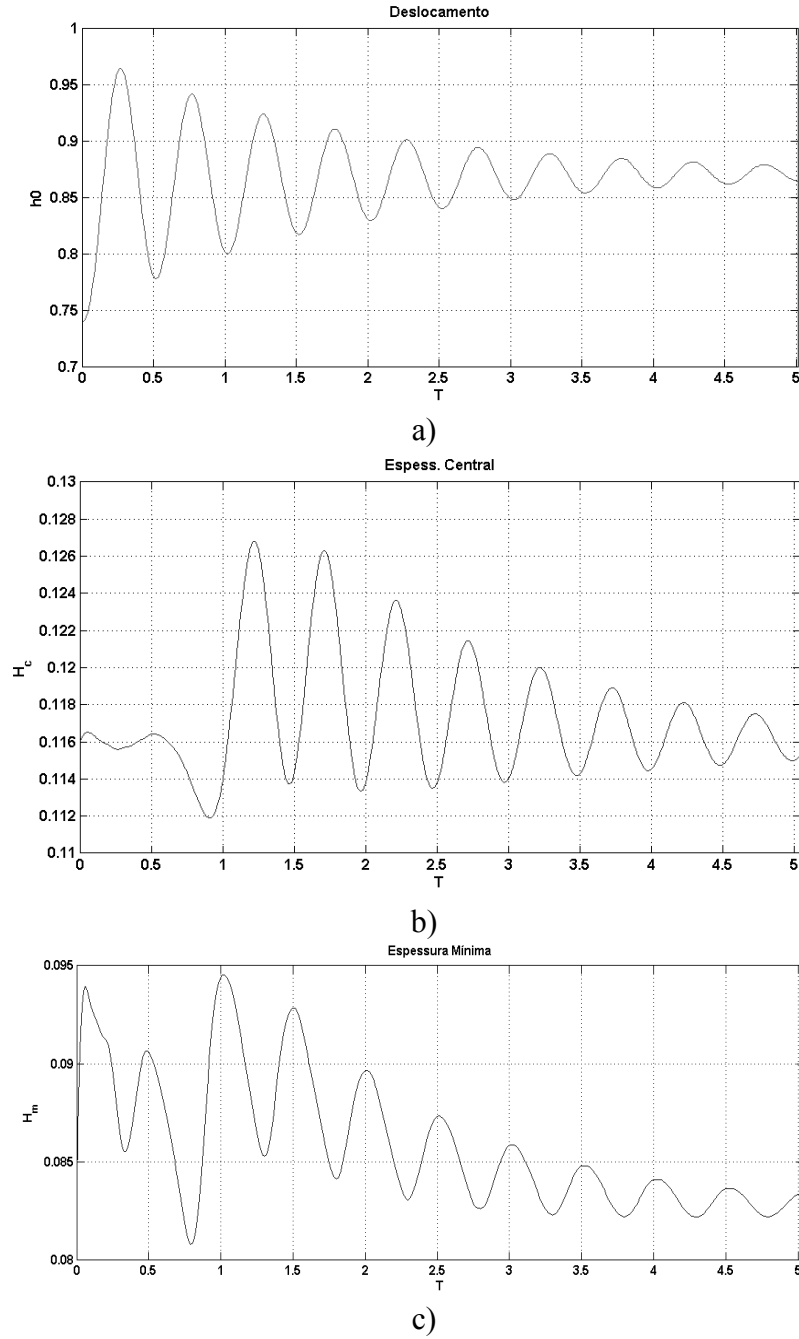 Deslocamento
1
0.95
0.9
0.85
0.8
0.75
0.7
h0
0 0.5 1 1.5 2 2.5 3 3.5 4 4.5 5
T
a)
Espess. Central
0.13
0.128
0.126
0.124
0.122
0.12
0.118
0.116
0.114
0.112
0.11
H_c
0 0.5 1 1.5 2 2.5 3 3.5 4 4.5 5
T
b)
Espessura Mínima
0.095
0.09
0.085
0.08
H_m
0 0.5 1 1.5 2 2.5 3 3.5 4 4.5 5
T
c)